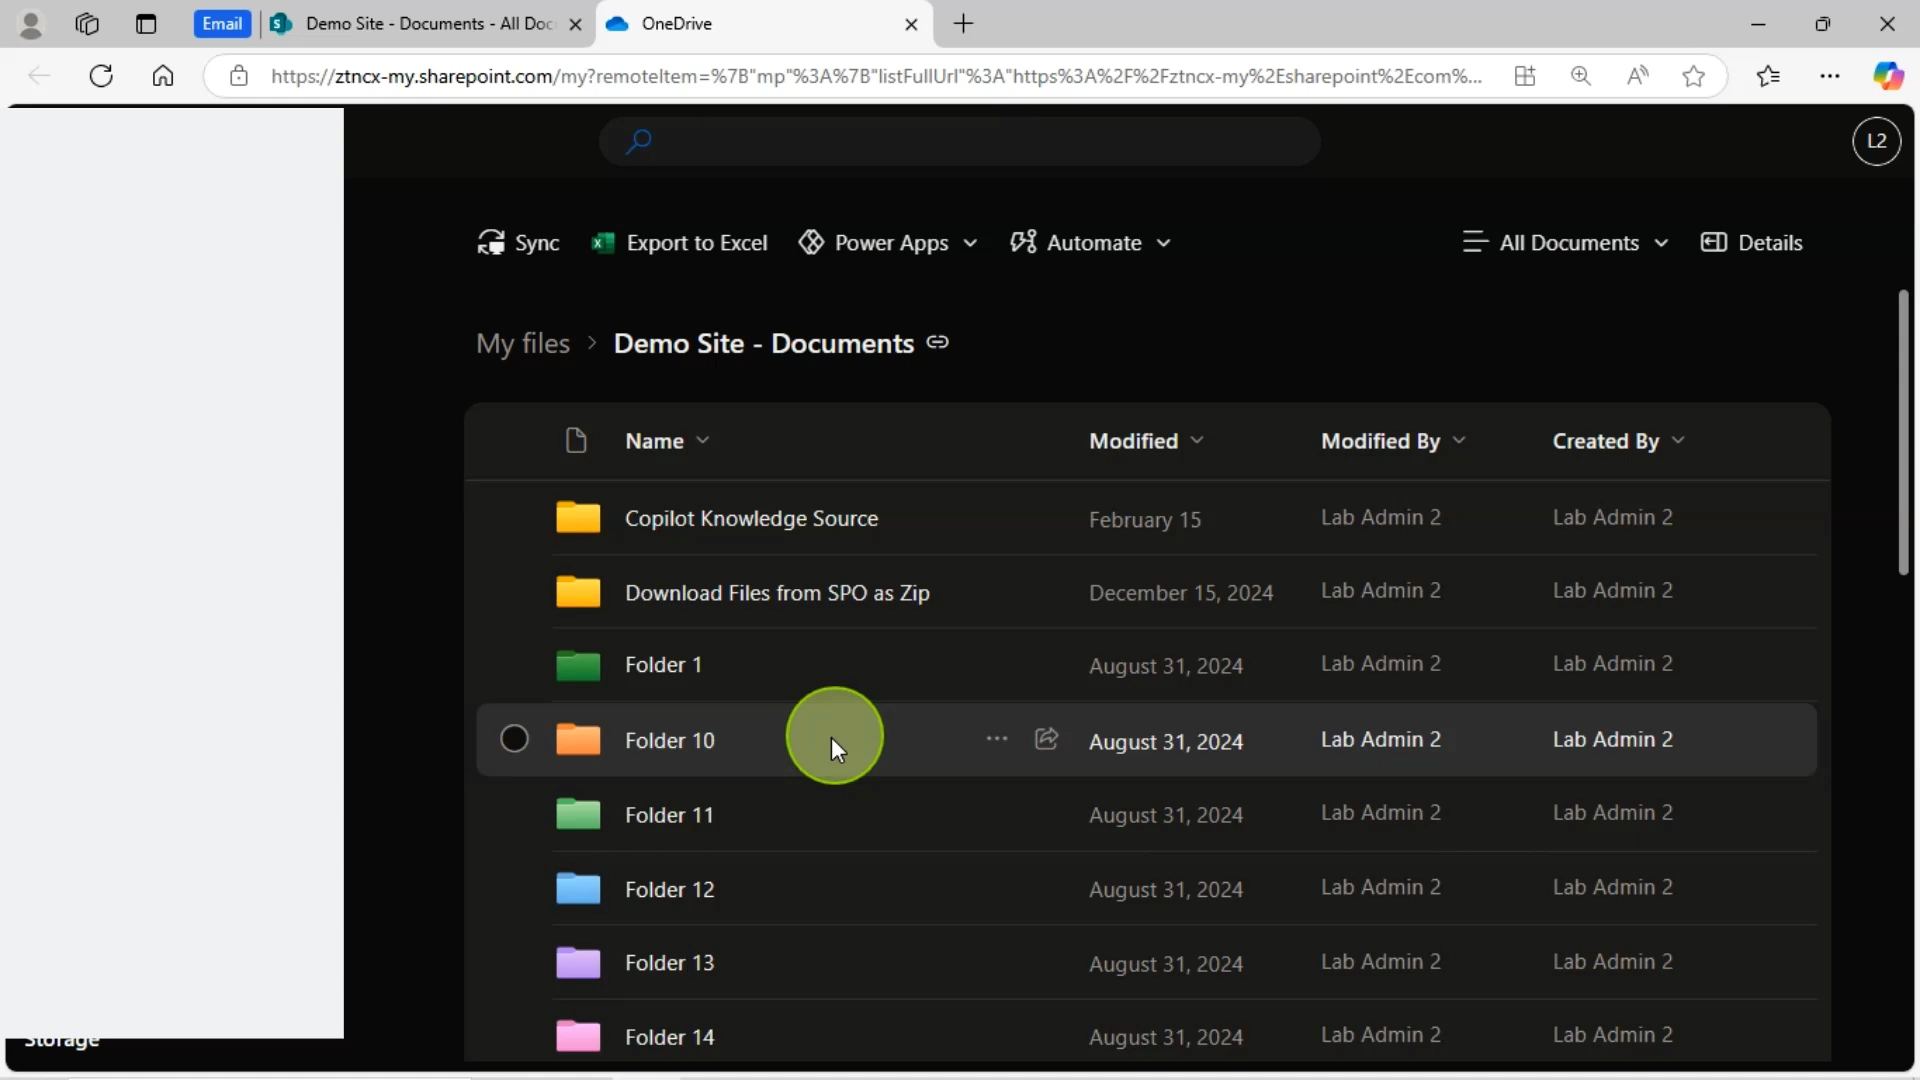 Email
Demo Site - Documents - All Doc
OneDrive
https://ztncx-my.sharepoint.com/my?remoteItem=%7B"mp"%3A%7B"listFullUrl"%3A"https%3A%2F%2Fztncx-my%2Esharepoint%2Ecom%...
L2
Sync
Export to Excel
Power Apps
Automate
All Documents
Details
My files > Demo Site - Documents
Name Modified Modified By Created By
Copilot Knowledge Source February 15 Lab Admin 2 Lab Admin 2
Download Files from SPO as Zip December 15, 2024 Lab Admin 2 Lab Admin 2
Folder 1 August 31, 2024 Lab Admin 2 Lab Admin 2
Folder 10 August 31, 2024 Lab Admin 2 Lab Admin 2
Folder 11 August 31, 2024 Lab Admin 2 Lab Admin 2
Folder 12 August 31, 2024 Lab Admin 2 Lab Admin 2
Folder 13 August 31, 2024 Lab Admin 2 Lab Admin 2
Folder 14 August 31, 2024 Lab Admin 2 Lab Admin 2
Storage